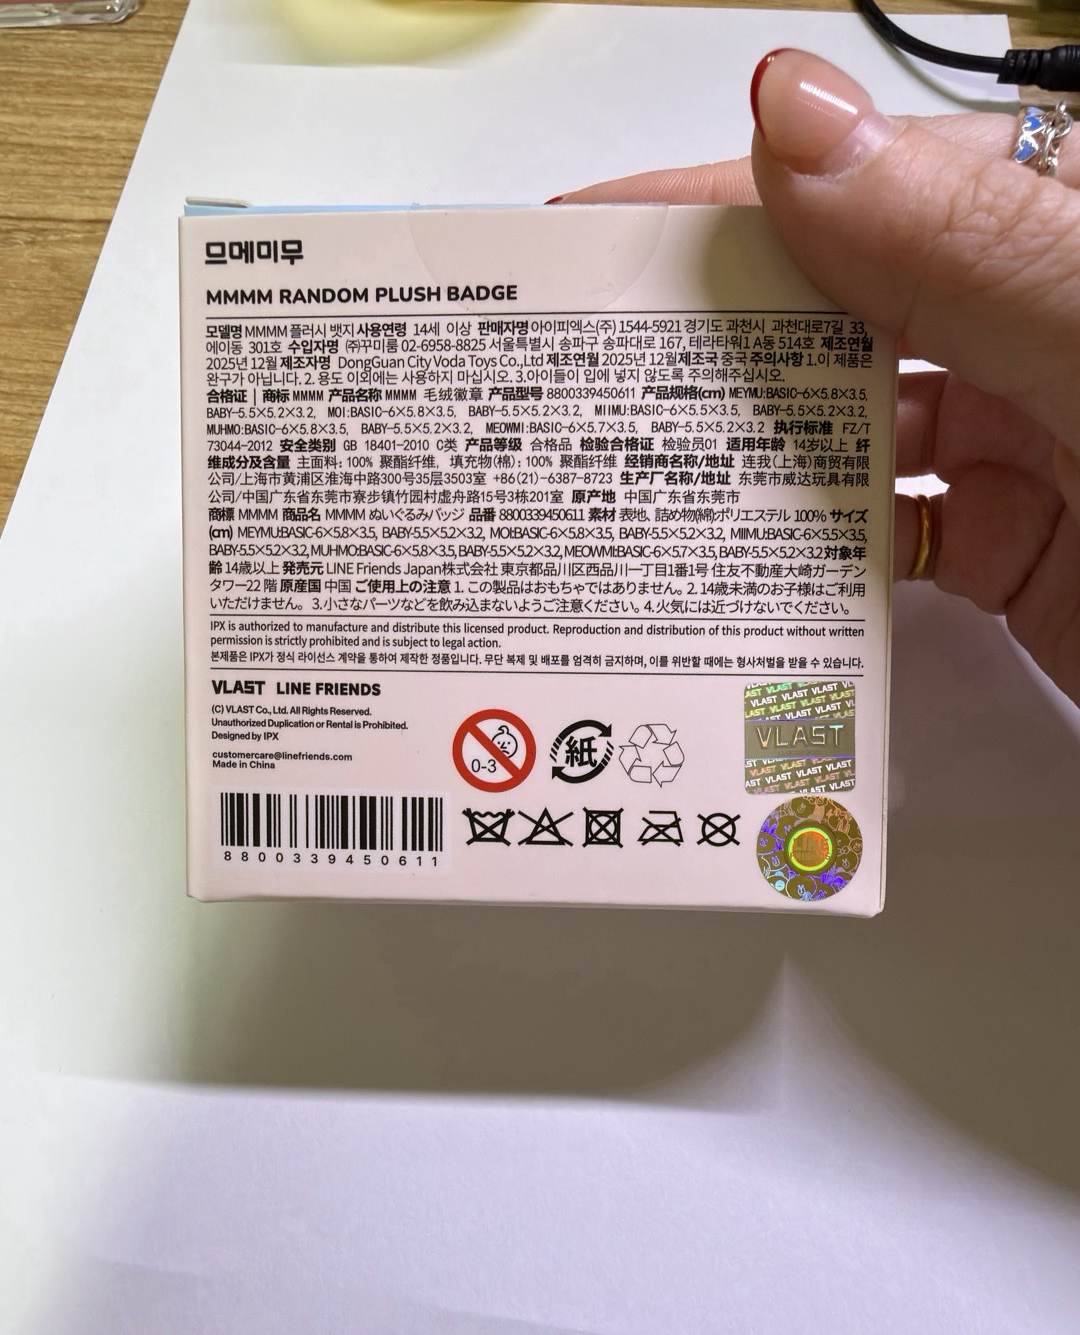 므메미무
MMMM RANDOM PLUSH BADGE
모델명 MMMM 플러시 뱃지 사용연령 14세 이상 판매자명 아이피엑스(주) 1544-5921 경기도 과천시 과천대로7길 33,
에이동 301호 수입자명 ㈜꾸미룸 02-6958-8825 서울특별시 송파구 송파대로 167, 테라타워1 A동 514호 제조연월
2025년 12월 제조자명 DongGuan City Voda Toys Co.,Ltd 제조연월 2025년 12월 제조국 중국 주의사항 1.이 제품은
완구가 아닙니다. 2. 용도 이외에는 사용하지 마십시오. 3.아이들이 입에 넣지 않도록 주의해주십시오.
合格证 | 商标 MMMM 产品名称 MMMM 毛绒徽章 产品型号 8800339450611 产品规格(cm) MEYMU:BASIC-6×5.8×3.5,
BABY-5.5×5.2×3.2, MOI:BASIC-6×5.8×3.5, BABY-5.5×5.2×3.2, MIIMU:BASIC-6×5.5×3.5, BABY-5.5×5.2×3.2,
MUHMO:BASIC-6×5.8×3.5, BABY-5.5×5.2×3.2, MEOWMI:BASIC-6×5.7×3.5, BABY-5.5×5.2×3.2 执行标准 FZ/T
73044-2012 安全类别 GB 18401-2010 C类 产品等级 合格品 检验合格证 检验员01 适用年龄 14岁以上 纤
维成分及含量 主面料: 100% 聚酯纤维, 填充物(棉): 100% 聚酯纤维 经销商名称/地址 连我(上海)商贸有限
公司/上海市黄浦区淮海中路300号35层3503室 +86(21)-6387-8723 生产厂名称/地址 东莞市威达玩具有限
公司/中国广东省东莞市寮步镇竹园村虚舟路15号3栋201室 原产地 中国广东省东莞市
商標 MMMM 商品名 MMMM ぬいぐるみバッジ 品番 8800339450611 素材 表地、詰め物(綿):ポリエステル 100% サイズ
(cm) MEYMU:BASIC-6×5.8×3.5, BABY-5.5×5.2×3.2, MOI:BASIC-6×5.8×3.5, BABY-5.5×5.2×3.2, MIIMU:BASIC-6×5.5×3.5,
BABY-5.5×5.2×3.2, MUHMO:BASIC-6×5.8×3.5, BABY-5.5×5.2×3.2, MEOWMI:BASIC-6×5.7×3.5, BABY-5.5×5.2×3.2 対象年
齢 14歳以上 発売元 LINE Friends Japan株式会社 東京都品川区西品川一丁目1番1号 住友不動産大崎ガーデン
タワー22 階 原産国 中国 ご使用上の注意 1. この製品はおもちゃではありません。2. 14歳未満のお子様はご利用
いただけません。 3.小さなパーツなどを飲み込まないようご注意ください。4.火気には近づけないでください。
IPX is authorized to manufacture and distribute this licensed product. Reproduction and distribution of this product without written
permission is strictly prohibited and is subject to legal action.
본제품은 IPX가 정식 라이선스 계약을 통하여 제작한 정품입니다. 무단 복제 및 배포를 엄격히 금지하며, 이를 위반할 때에는 형사처벌을 받을 수 있습니다.
VLAST LINE FRIENDS
(C) VLAST Co., Ltd. All Rights Reserved.
Unauthorized Duplication or Rental is Prohibited.
Designed by IPX
customercare@linefriends.com
Made in China
0-3
紙
VLAST
8800339450611